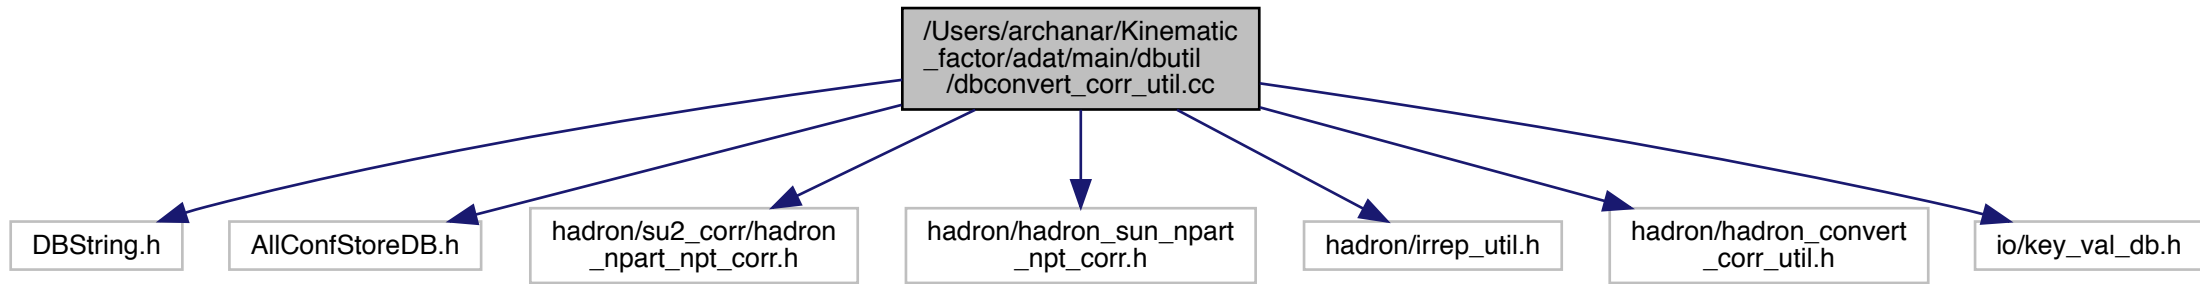 /Users/archanar/Kinematic
_factor/adat/main/dbutil
/dbconvert_corr_util.cc
DBString.h
AllConfStoreDB.h
hadron/su2_corr/hadron
_npart_npt_corr.h
hadron/hadron_sun_npart
_npt_corr.h
hadron/irrep_util.h
hadron/hadron_convert
_corr_util.h
io/key_val_db.h